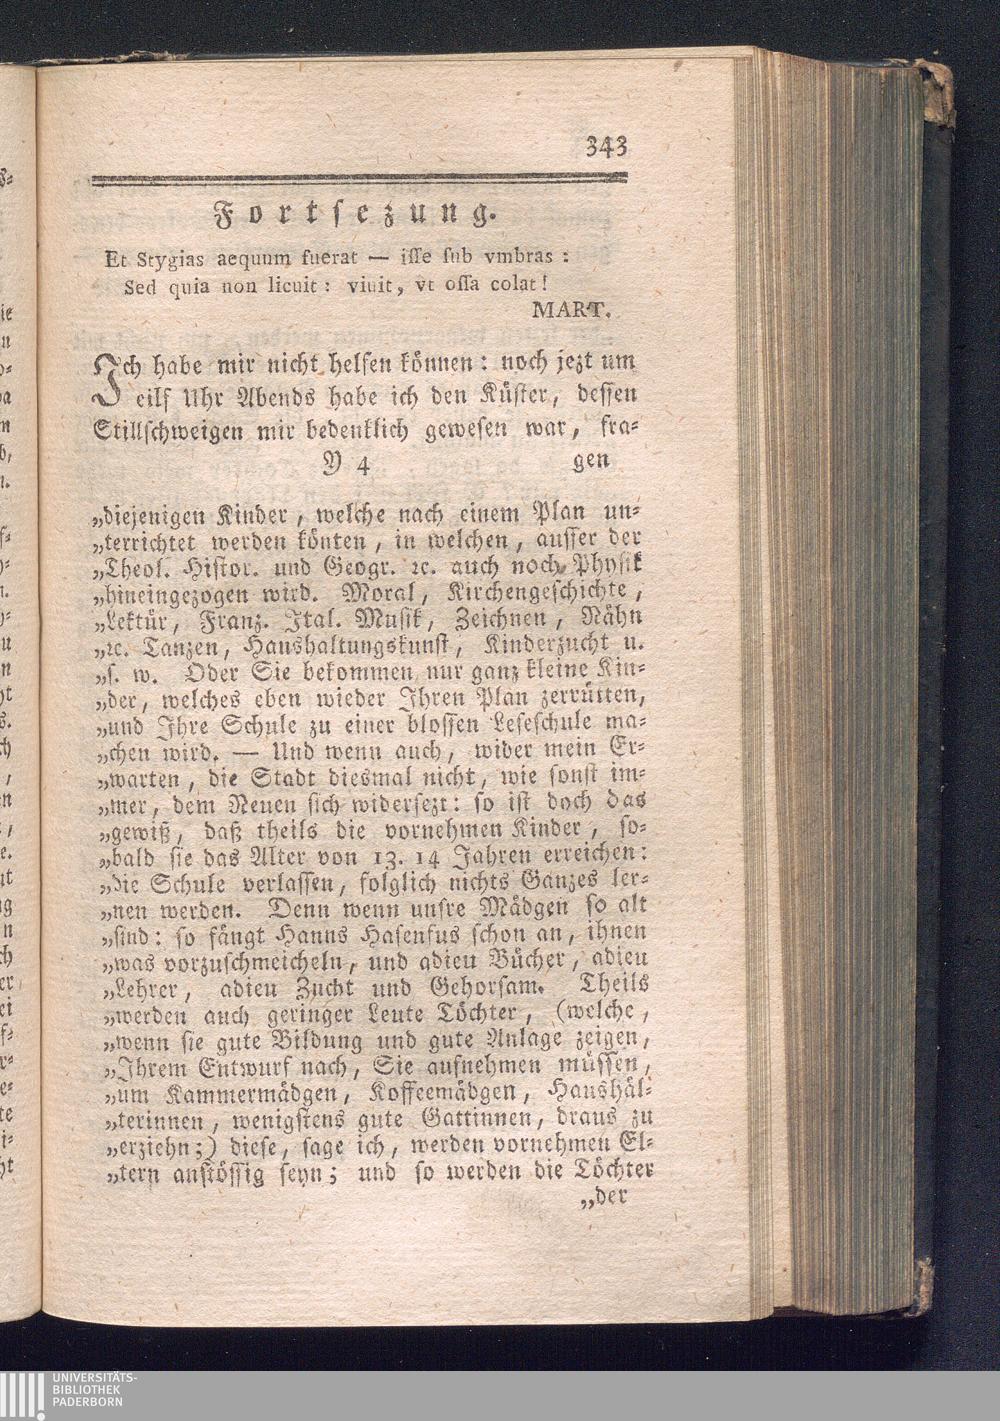 343
Fortsezung.
Et Stygias aequum fuerat — iſſe ſub vmbras:
Sed quia non licuit: viuit, vt oſſa colat!
MART.
Ich habe mir nicht helfen können: noch jezt um
eilf Uhr Abends habe ich den Küſter, deſſen
Stillſchweigen mir bedenklich geweſen war, fra-
Y 4 gen
„diejenigen Kinder, welche nach einem Plan un-
„terrichtet werden könten, in welchen, auſſer der
„Theol. Hiſtor. und Geogr. ꝛc. auch noch Phyſik
„hineingezogen wird. Moral, Kirchengeſchichte,
„Lektür, Franz. Ital. Muſik, Zeichnen, Nähn
„ꝛc. Tanzen, Haushaltungskunſt, Kinderzucht u.
„ſ. w. Oder Sie bekommen nur ganz kleine Kin-
„der, welches eben wieder Ihren Plan zerrütten,
„und Ihre Schule zu einer bloſſen Leſeſchule ma-
„chen wird. — Und wenn auch, wider mein Er-
„warten, die Stadt diesmal nicht, wie ſonſt im-
„mer, dem Neuen ſich widerſezt: ſo iſt doch das
„gewiß, daß theils die vornehmen Kinder, ſo-
„bald ſie das Alter von 13. 14 Jahren erreichen:
„die Schule verlaſſen, folglich nichts Ganzes ler-
„nen werden. Denn wenn unſre Mädgen ſo alt
„ſind: ſo fängt Hanns Haſenfus ſchon an, ihnen
„was vorzuſchmeicheln, und adieu Bücher, adieu
„Lehrer, adieu Zucht und Gehorſam. Theils
„werden auch geringer Leute Töchter, (welche,
„wenn ſie gute Bildung und gute Anlage zeigen,
„Ihrem Entwurf nach, Sie aufnehmen müſſen,
„um Kammermädgen, Koffeemädgen, Haushäl-
„terinnen, wenigſtens gute Gattinnen, draus zu
„erziehn;) dieſe, ſage ich, werden vornehmen El-
„tern anſtöſſig ſeyn; und ſo werden die Töchter
„der
UNIVERSITÄTS-
BIBLIOTHEK
PADERBORN